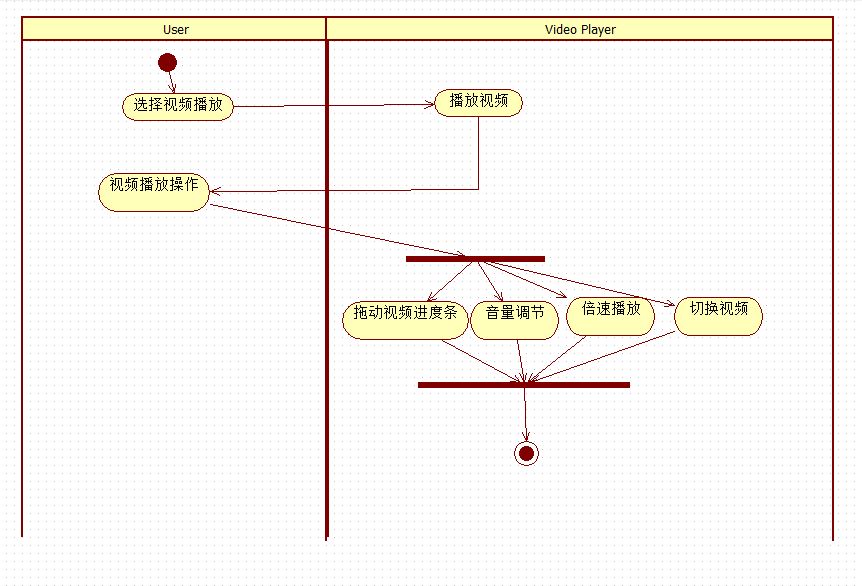 User
Video Player
选择视频播放
播放视频
视频播放操作
拖动视频进度条
音量调节
倍速播放
切换视频